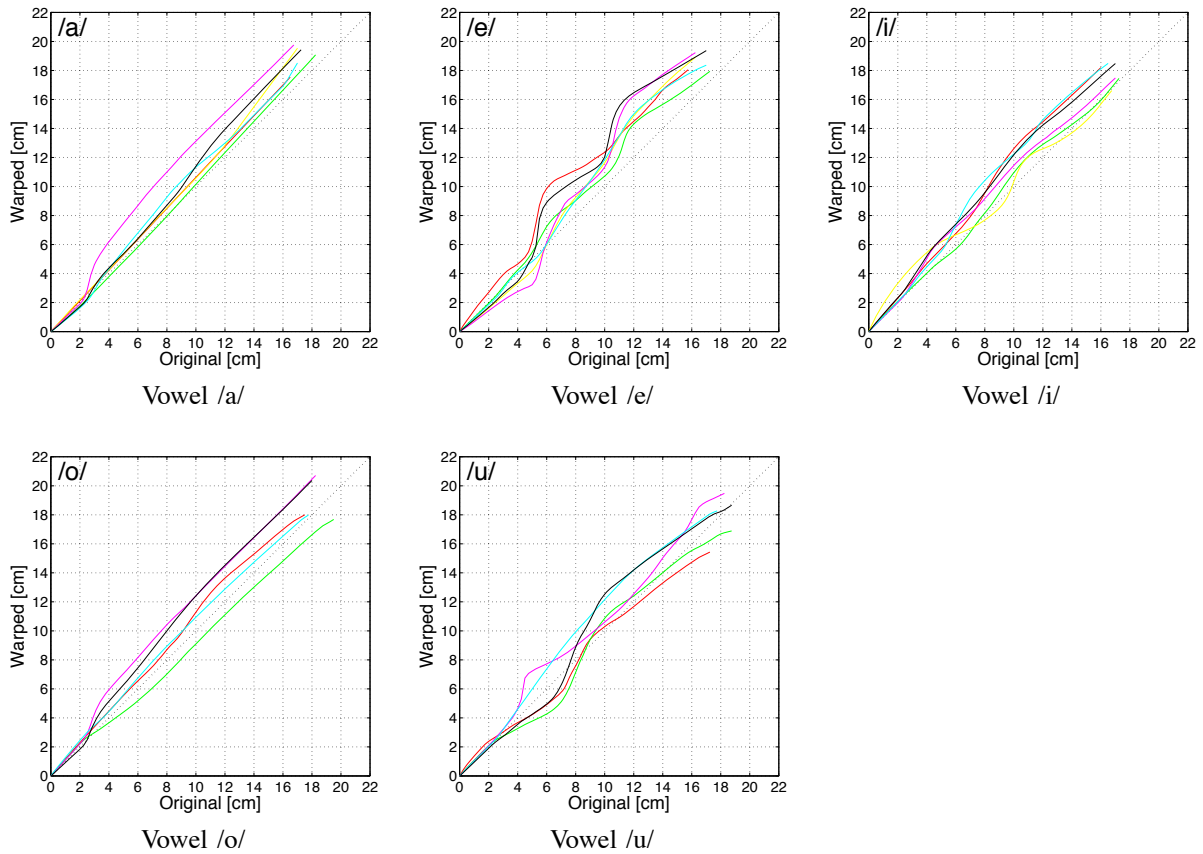 /a/
22
20
18
16
14
12
10
8
6
4
2
0
Warped [cm]
0 2 4 6 8 10 12 14 16 18 20 22
Original [cm]
Vowel /a/
/e/
22
20
18
16
14
12
10
8
6
4
2
0
Warped [cm]
0 2 4 6 8 10 12 14 16 18 20 22
Original [cm]
Vowel /e/
/i/
22
20
18
16
14
12
10
8
6
4
2
0
Warped [cm]
0 2 4 6 8 10 12 14 16 18 20 22
Original [cm]
Vowel /i/
/o/
22
20
18
16
14
12
10
8
6
4
2
0
Warped [cm]
0 2 4 6 8 10 12 14 16 18 20 22
Original [cm]
Vowel /o/
/u/
22
20
18
16
14
12
10
8
6
4
2
0
Warped [cm]
0 2 4 6 8 10 12 14 16 18 20 22
Original [cm]
Vowel /u/